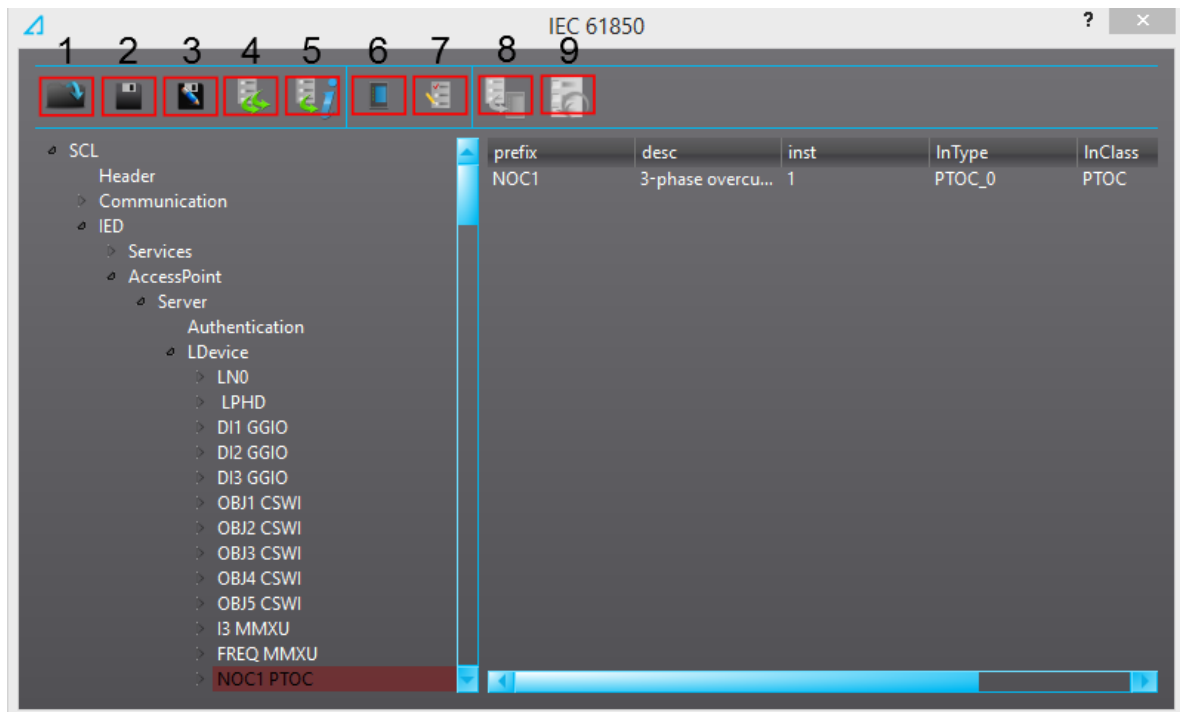 IEC 61850
?
1 2 3 4 5 6 7 8 9
SCL
Header
Communication
IED
Services
AccessPoint
Server
Authentication
LDevice
LN0
LPHD
DI1 GGIO
DI2 GGIO
DI3 GGIO
OBJ1 CSWI
OBJ2 CSWI
OBJ3 CSWI
OBJ4 CSWI
OBJ5 CSWI
I3 MMXU
FREQ MMXU
NOC1 PTOC
prefix desc inst lnType lnClass
NOC1 3-phase overcu... 1 PTOC_0 PTOC